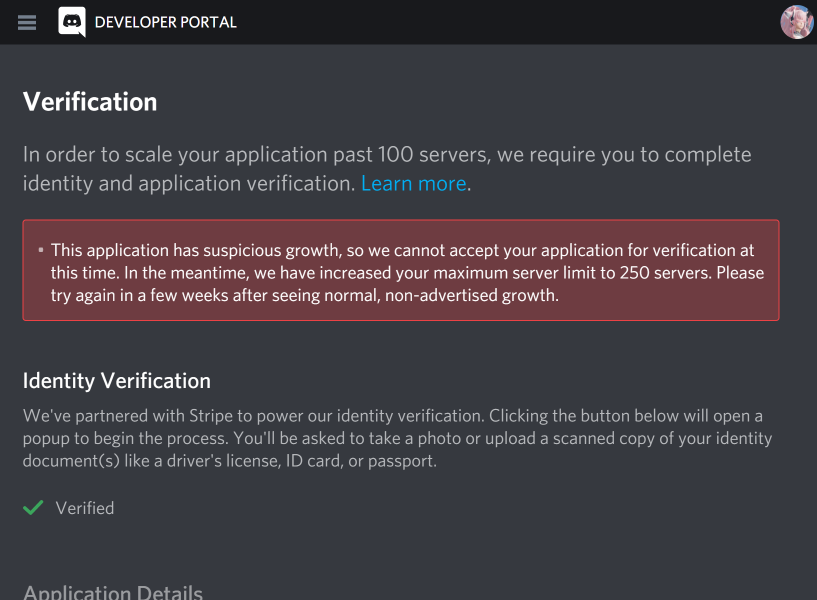 DEVELOPER PORTAL
Verification
In order to scale your application past 100 servers, we require you to complete
identity and application verification. Learn more.
• This application has suspicious growth, so we cannot accept your application for verification at
this time. In the meantime, we have increased your maximum server limit to 250 servers. Please
try again in a few weeks after seeing normal, non-advertised growth.
Identity Verification
We've partnered with Stripe to power our identity verification. Clicking the button below will open a
popup to begin the process. You'll be asked to take a photo or upload a scanned copy of your identity
document(s) like a driver's license, ID card, or passport.
Verified
Application Details